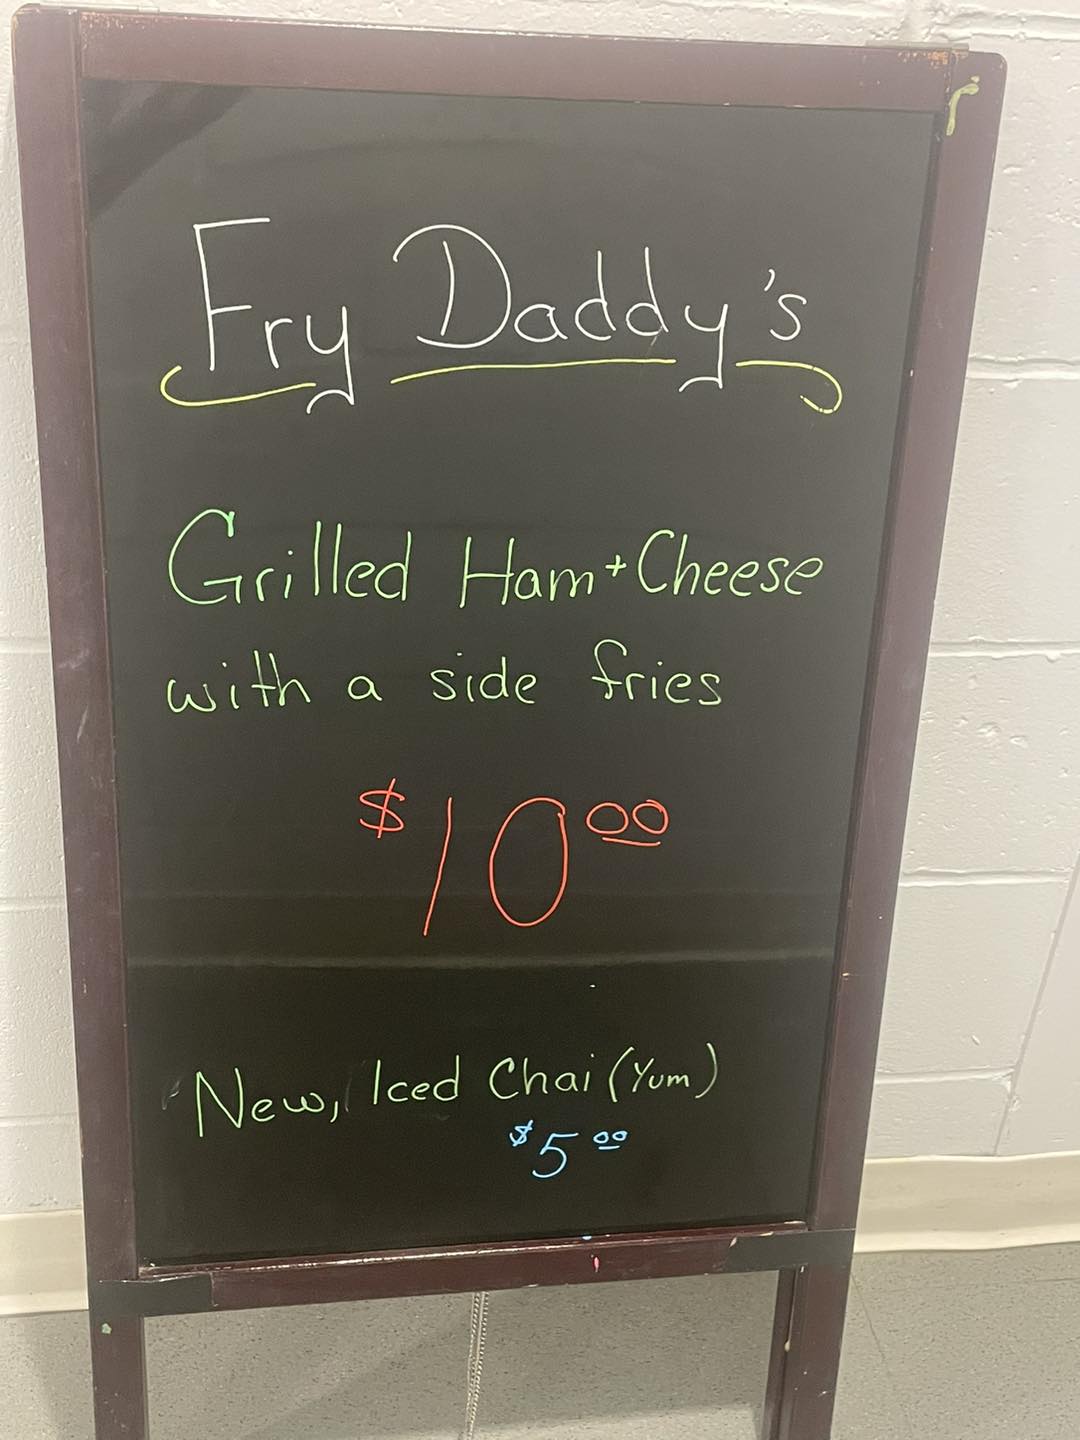 Fry Daddy's
Grilled Ham + Cheese
with a side fries
$10.00
New, Iced Chai (Yum)
$5.00